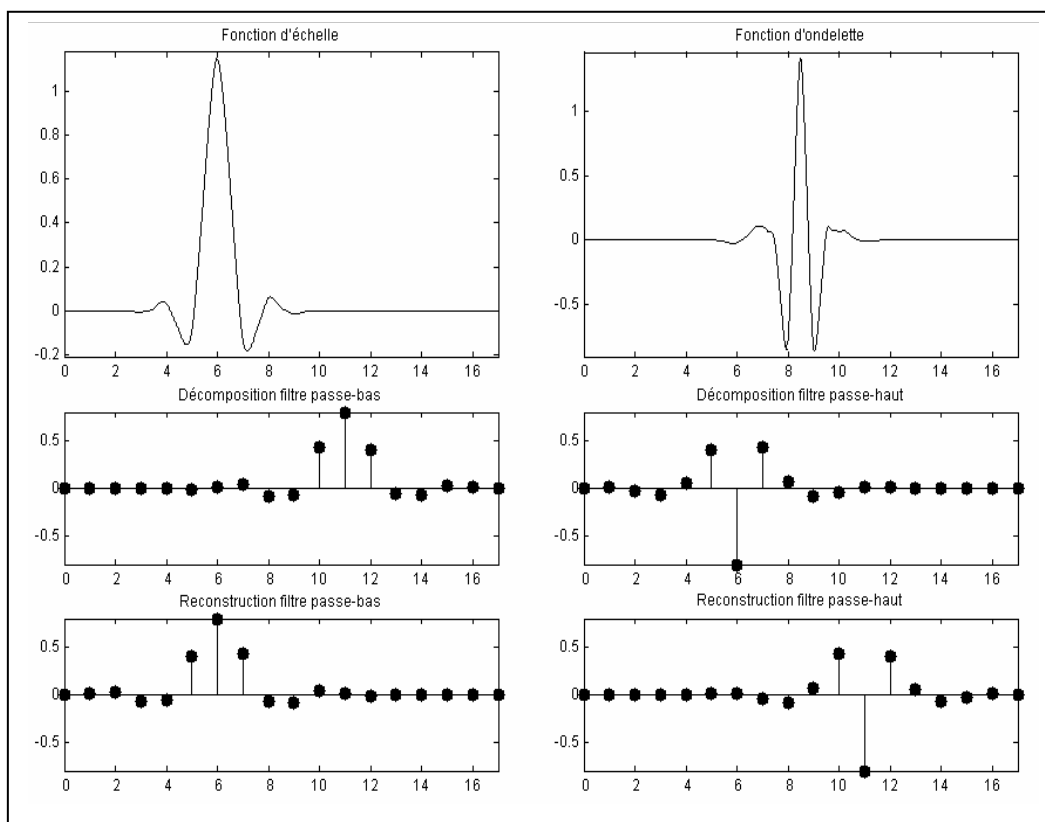 Fonction d'échelle
1
0.8
0.6
0.4
0.2
0
-0.2
0 2 4 6 8 10 12 14 16
Fonction d'ondelette
1
0.5
0
-0.5
0 2 4 6 8 10 12 14 16
Décomposition filtre passe-bas
0.5
0
-0.5
0 2 4 6 8 10 12 14 16
Décomposition filtre passe-haut
0.5
0
-0.5
0 2 4 6 8 10 12 14 16
Reconstruction filtre passe-bas
0.5
0
-0.5
0 2 4 6 8 10 12 14 16
Reconstruction filtre passe-haut
0.5
0
-0.5
0 2 4 6 8 10 12 14 16